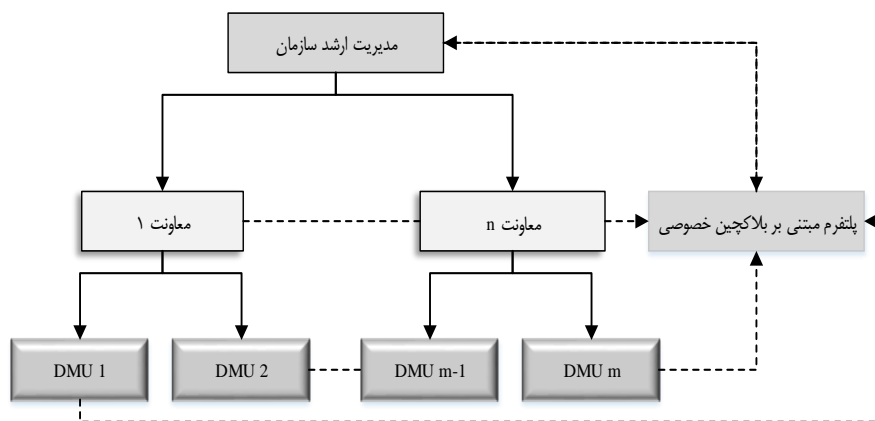 مدیریت ارشد سازمان
معاونت ۱
معاونت n
پلتفرم مبتنی بر بلاکچین خصوصی
DMU 1
DMU 2
DMU m-1
DMU m